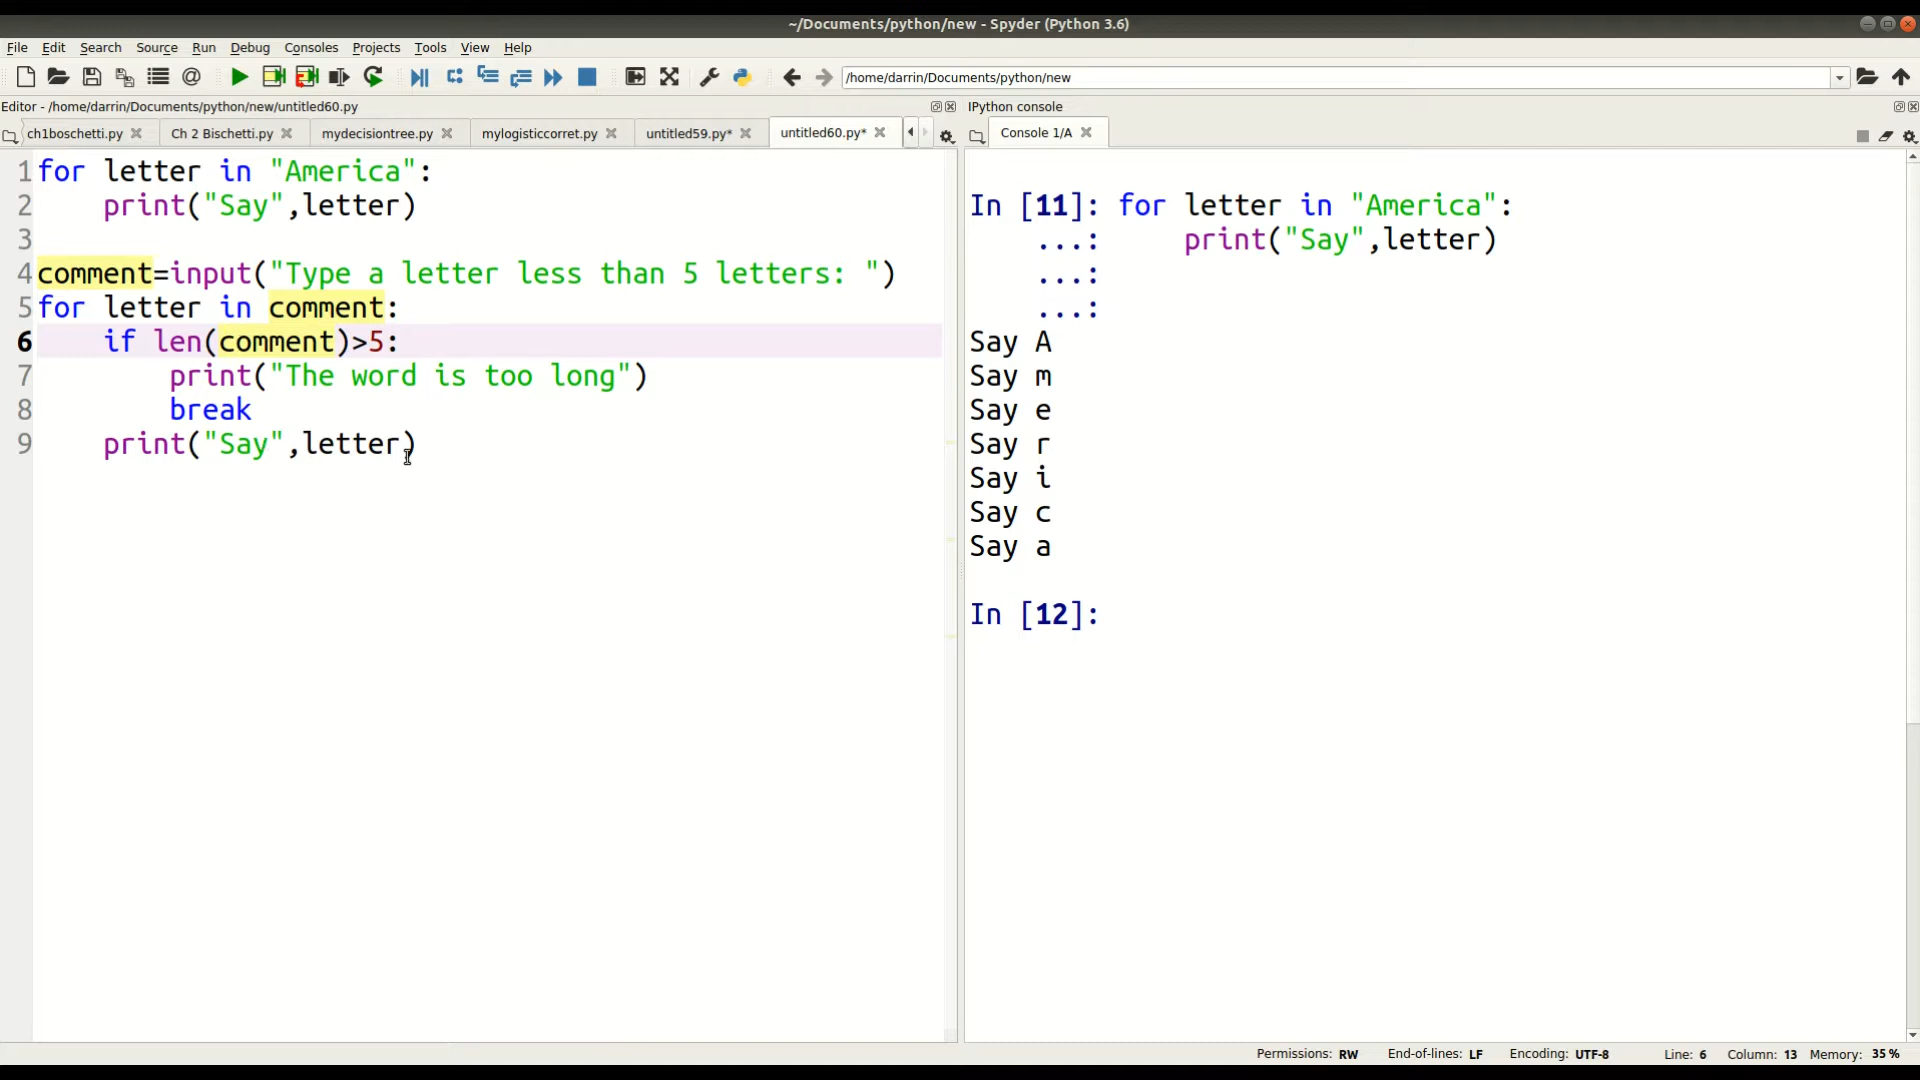 ~/Documents/python/new - Spyder (Python 3.6)
File Edit Search Source Run Debug Consoles Projects Tools View Help
/home/darrin/Documents/python/new
Editor - /home/darrin/Documents/python/new/untitled60.py
IPython console
ch1boschetti.py Ch 2 Bischetti.py mydecisiontree.py mylogisticcorret.py untitled59.py* untitled60.py*
Console 1/A
1 for letter in "America":
2     print("Say",letter)
3
4 comment=input("Type a letter less than 5 letters: ")
5 for letter in comment:
6     if len(comment)>5:
7         print("The word is too long")
8         break
9     print("Say",letter)
In [11]: for letter in "America":
    ...:     print("Say",letter)
    ...:
    ...:
Say A
Say m
Say e
Say r
Say i
Say c
Say a
In [12]:
Permissions: RW End-of-lines: LF Encoding: UTF-8 Line: 6 Column: 13 Memory: 35 %